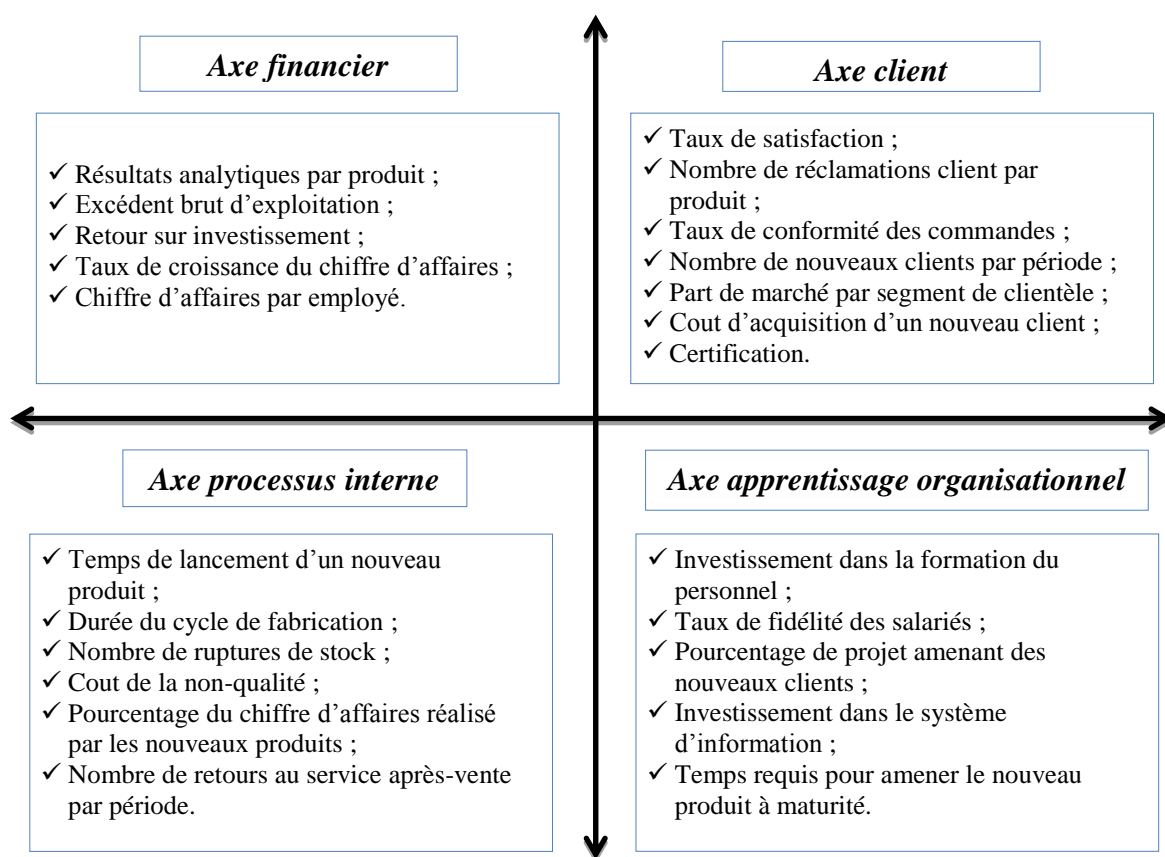 Axe financier
✓ Résultats analytiques par produit ;
✓ Excédent brut d’exploitation ;
✓ Retour sur investissement ;
✓ Taux de croissance du chiffre d’affaires ;
✓ Chiffre d’affaires par employé.
Axe client
✓ Taux de satisfaction ;
✓ Nombre de réclamations client par
produit ;
✓ Taux de conformité des commandes ;
✓ Nombre de nouveaux clients par période ;
✓ Part de marché par segment de clientèle ;
✓ Cout d’acquisition d’un nouveau client ;
✓ Certification.
Axe processus interne
✓ Temps de lancement d’un nouveau
produit ;
✓ Durée du cycle de fabrication ;
✓ Nombre de ruptures de stock ;
✓ Cout de la non-qualité ;
✓ Pourcentage du chiffre d’affaires réalisé
par les nouveaux produits ;
✓ Nombre de retours au service après-vente
par période.
Axe apprentissage organisationnel
✓ Investissement dans la formation du
personnel ;
✓ Taux de fidélité des salariés ;
✓ Pourcentage de projet amenant des
nouveaux clients ;
✓ Investissement dans le système
d’information ;
✓ Temps requis pour amener le nouveau
produit à maturité.